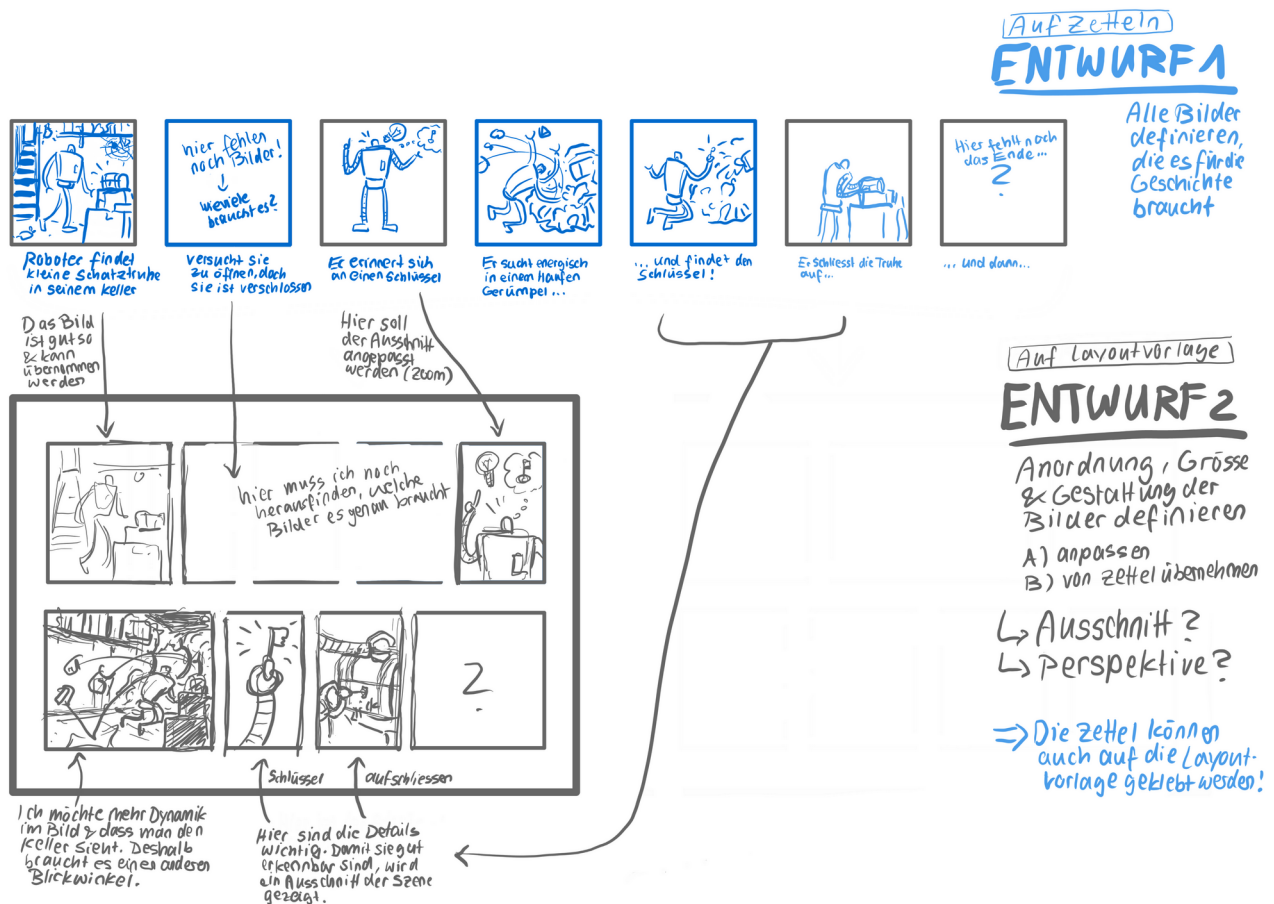 Auf Zetteln
ENTWURF 1
Alle Bilder
definieren,
die es für die
Geschichte
braucht
hier fehlen
noch Bilder!
wieviele
braucht es?
Hier fehlt noch
das Ende...
?
Roboter findet
kleine Schatztruhe
in seinem Keller
versucht sie
zu öffnen, doch
sie ist verschlossen
Er erinnert sich
an einen Schlüssel
Er sucht energisch
in einem Haufen
Gerümpel...
... und findet den
Schlüssel!
Er schliesst die Truhe
auf...
... und dann...
Das Bild
ist gut so
& kann
übernommen
werden
Hier soll
der Ausschnitt
angepasst
werden (zoom)
hier muss ich noch
herausfinden, welche
Bilder es genau braucht
?
Schlüssel
aufschliessen
Ich möchte mehr Dynamik
im Bild & dass man den
Keller sieht. Deshalb
braucht es einen anderen
Blickwinkel.
Hier sind die Details
wichtig. Damit sie gut
erkennbar sind, wird
ein Ausschnitt der Szene
gezeigt.
Auf Layoutvorlage
ENTWURF 2
Anordnung, Grösse
& Gestaltung der
Bilder definieren
A) anpassen
B) von Zettel übernehmen
↳ Ausschnitt?
↳ Perspektive?
⇒ Die Zettel können
auch auf die Layout-
vorlage geklebt werden!